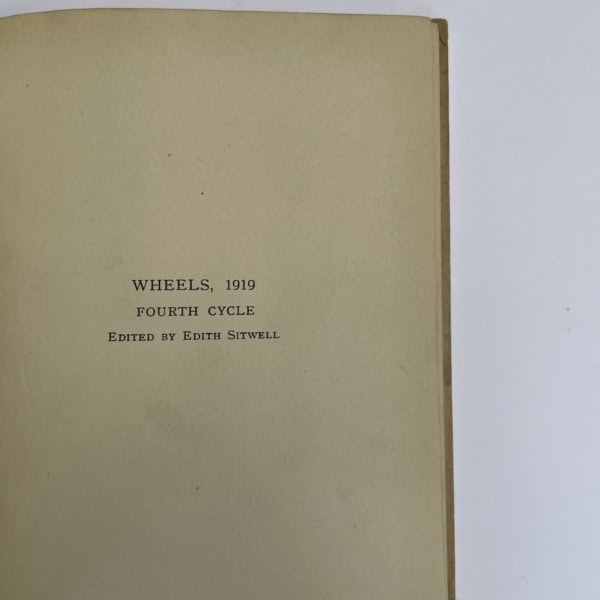 WHEELS, 1919
FOURTH CYCLE
EDITED BY EDITH SITWELL